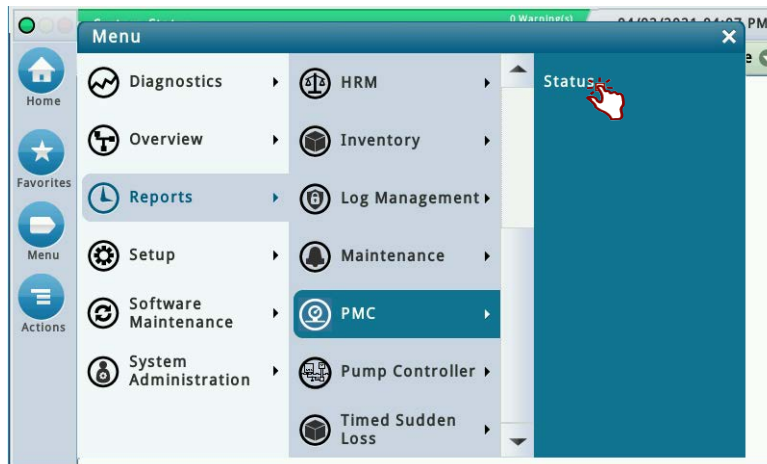 0 Warning(s)
Menu
Home
Favorites
Menu
Actions
Diagnostics
Overview
Reports
Setup
Software
Maintenance
System
Administration
HRM
Inventory
Log Management
Maintenance
PMC
Pump Controller
Timed Sudden
Loss
Status
PM